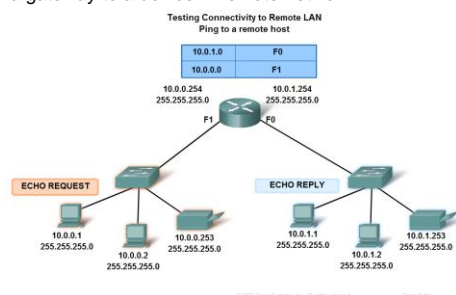 Testing Connectivity to Remote LAN
Ping to a remote host
10.0.1.0 F0
10.0.0.0 F1
10.0.0.254 10.0.1.254
255.255.255.0 255.255.255.0
F1 F0
ECHO REQUEST ECHO REPLY
10.0.0.1
255.255.255.0
10.0.0.2
255.255.255.0
10.0.0.253
255.255.255.0
10.0.1.1
255.255.255.0
10.0.1.2
255.255.255.0
10.0.1.253
255.255.255.0